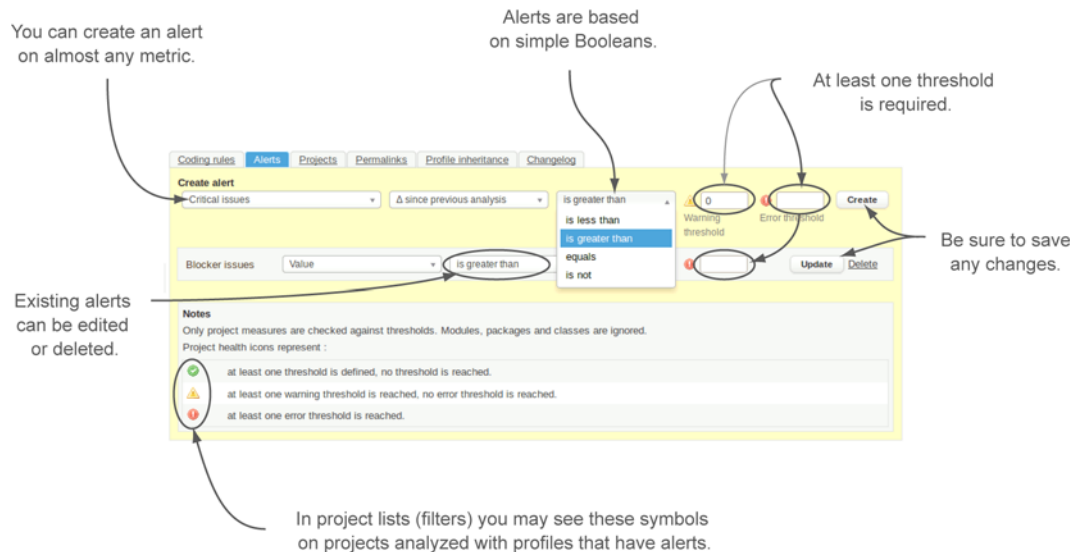 You can create an alert
on almost any metric.
Alerts are based
on simple Booleans.
At least one threshold
is required.
Coding rules Alerts Projects Permalinks Profile inheritance Changelog
Create alert
Critical issues Δ since previous analysis is greater than 0 Create
Warning
threshold
Error threshold
is less than
is greater than
equals
is not
Blocker issues Value is greater than Update Delete
Be sure to save
any changes.
Existing alerts
can be edited
or deleted.
Notes
Only project measures are checked against thresholds. Modules, packages and classes are ignored.
Project health icons represent :
at least one threshold is defined, no threshold is reached.
at least one warning threshold is reached, no error threshold is reached.
at least one error threshold is reached.
In project lists (filters) you may see these symbols
on projects analyzed with profiles that have alerts.